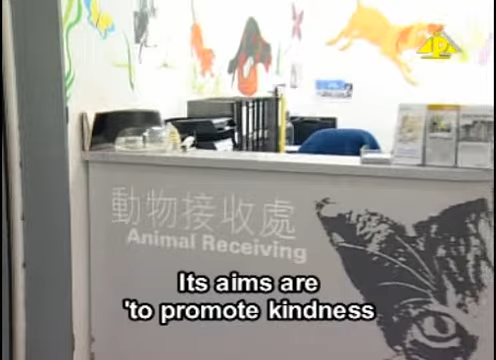 動物接收處
Animal Receiving
Its aims are
'to promote kindness